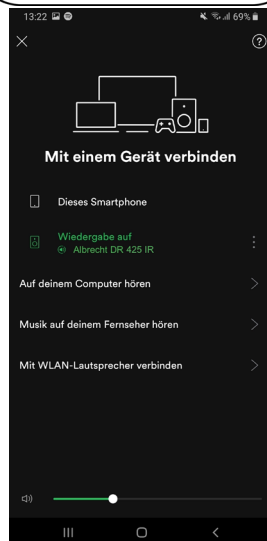 13:22 69%
Mit einem Gerät verbinden
Dieses Smartphone
Wiedergabe auf
Albrecht DR 425 IR
Auf deinem Computer hören
Musik auf deinem Fernseher hören
Mit WLAN-Lautsprecher verbinden